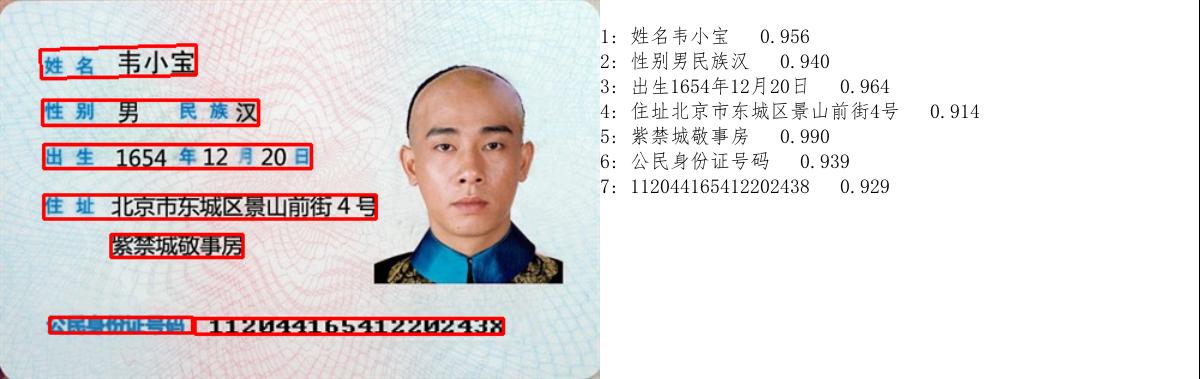 姓名 韦小宝
性别 男 民族 汉
出生 1654 年 12 月 20 日
住址 北京市东城区景山前街4号
紫禁城敬事房
公民身份证号码 112044165412202438
1: 姓名韦小宝 0.956
2: 性别男民族汉 0.940
3: 出生1654年12月20日 0.964
4: 住址北京市东城区景山前街4号 0.914
5: 紫禁城敬事房 0.990
6: 公民身份证号码 0.939
7: 112044165412202438 0.929